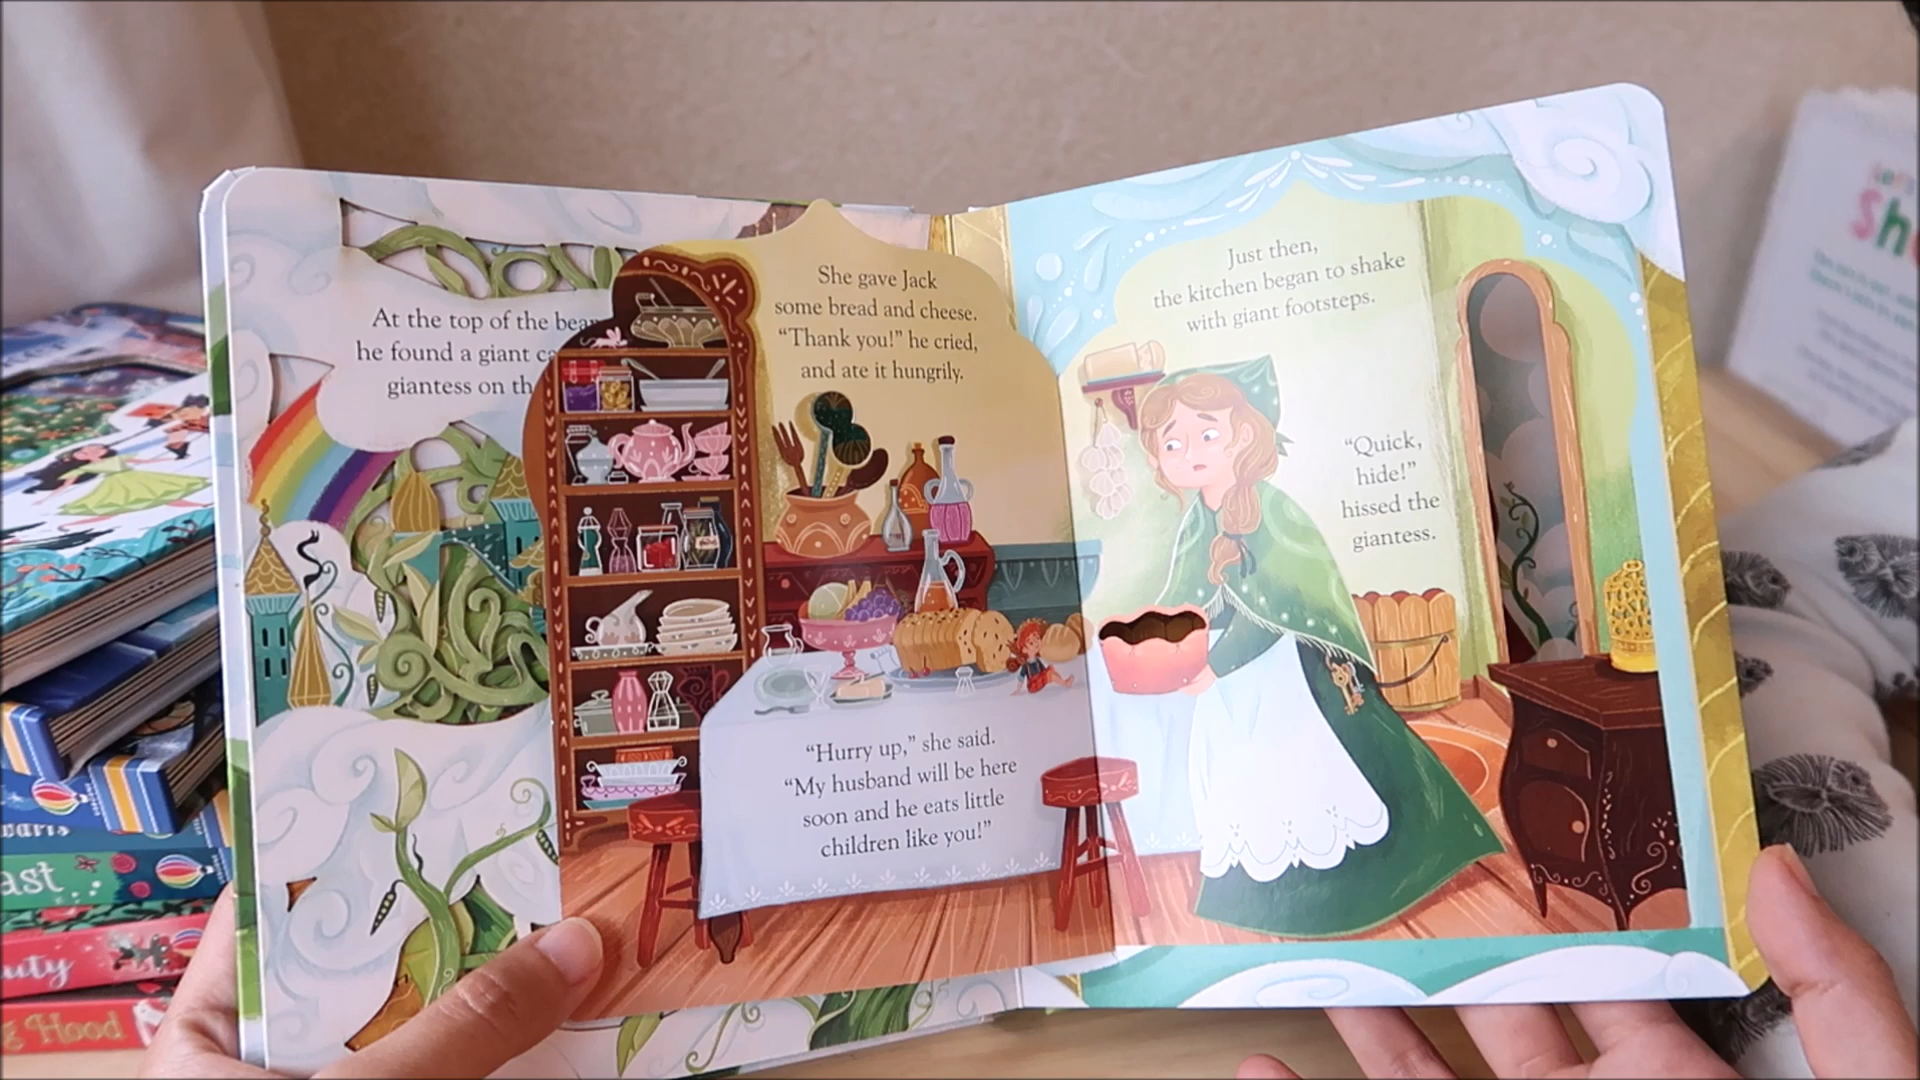 At the top of the
he found a giant
giantess on
She gave Jack
some bread and cheese.
“Thank you!” he cried,
and ate it hungrily.
“Hurry up,” she said.
“My husband will be here
soon and he eats little
children like you!”
Just then,
the kitchen began to shake
with giant footsteps.
“Quick,
hide!”
hissed the
giantess.
Hood